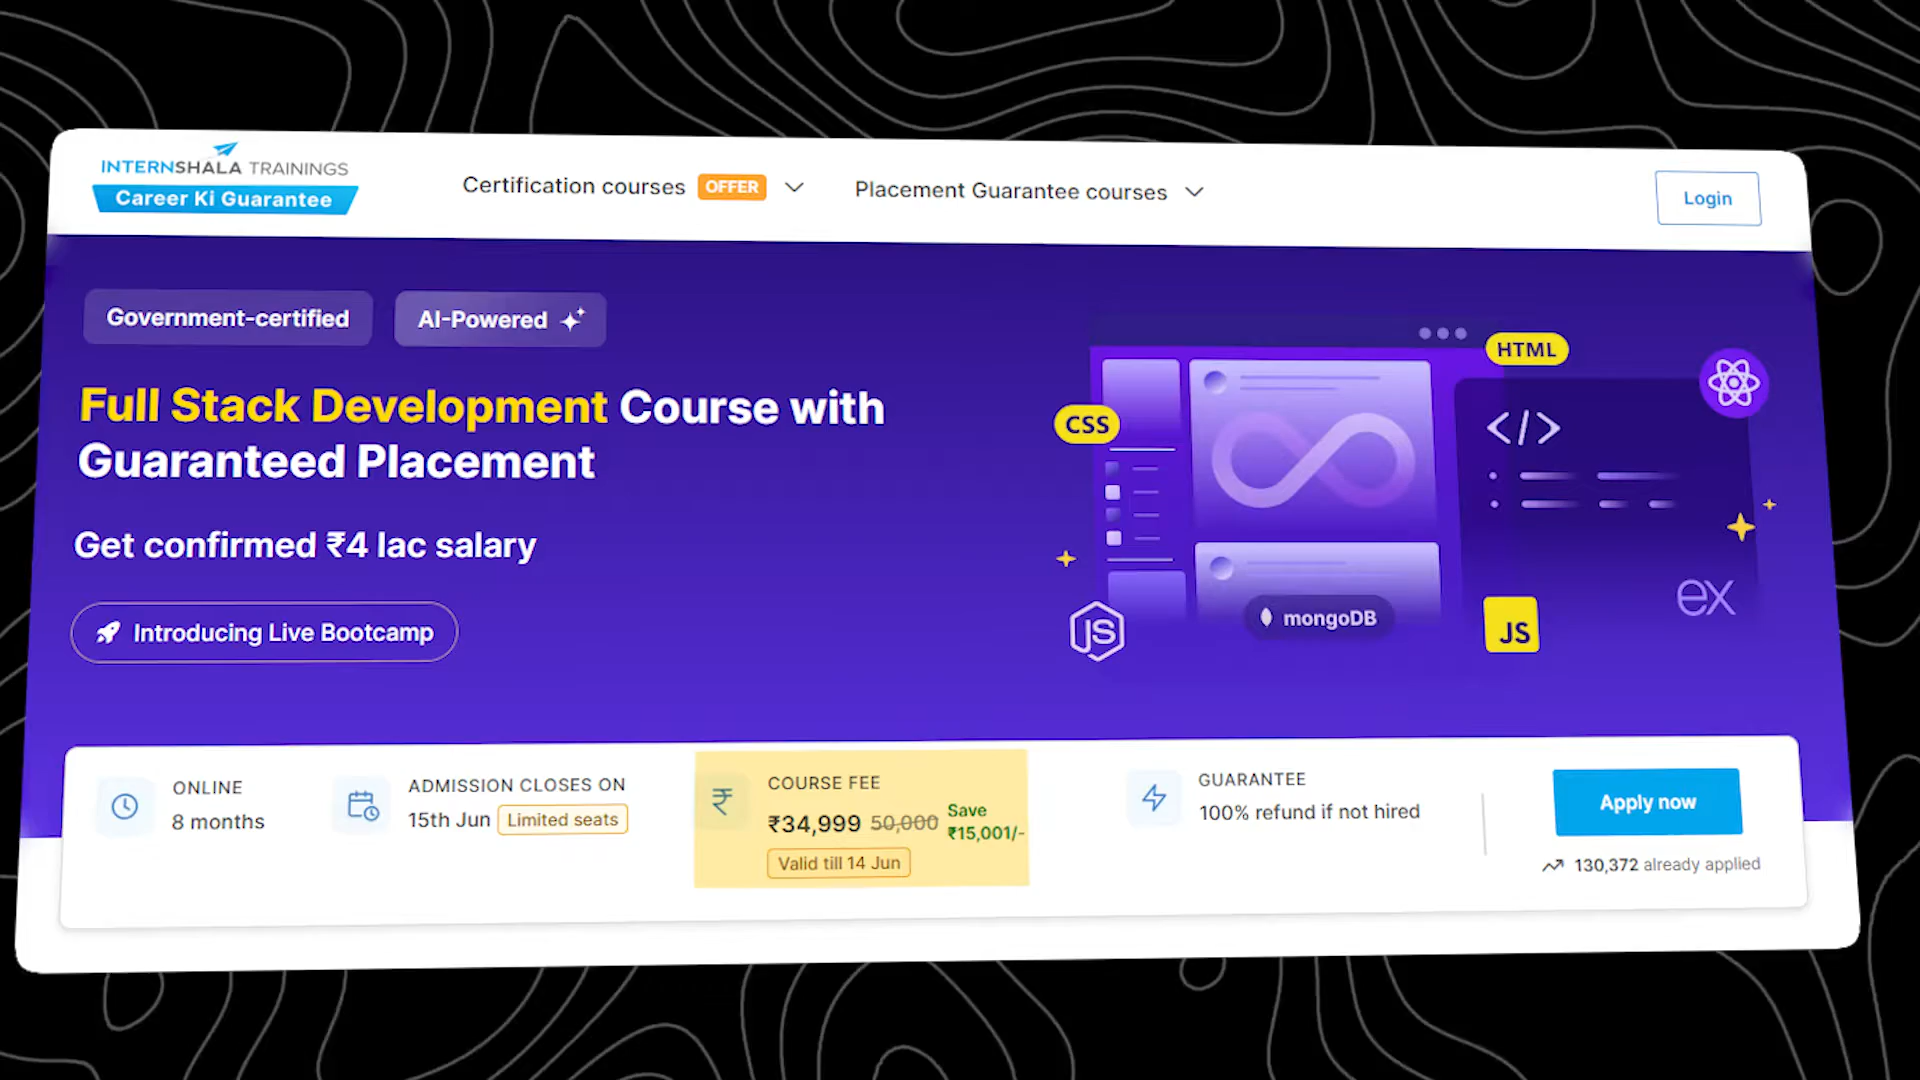 INTERNSHALA TRAININGS
Career Ki Guarantee
Certification courses OFFER
Placement Guarantee courses
Login
Government-certified
AI-Powered
Full Stack Development Course with
Guaranteed Placement
Get confirmed ₹4 lac salary
Introducing Live Bootcamp
HTML
CSS
</>
mongoDB
JS
JS
ex
ONLINE
8 months
ADMISSION CLOSES ON
15th Jun Limited seats
₹
COURSE FEE
₹34,999 50,000 Save
₹15,001/-
Valid till 14 Jun
GUARANTEE
100% refund if not hired
Apply now
130,372 already applied